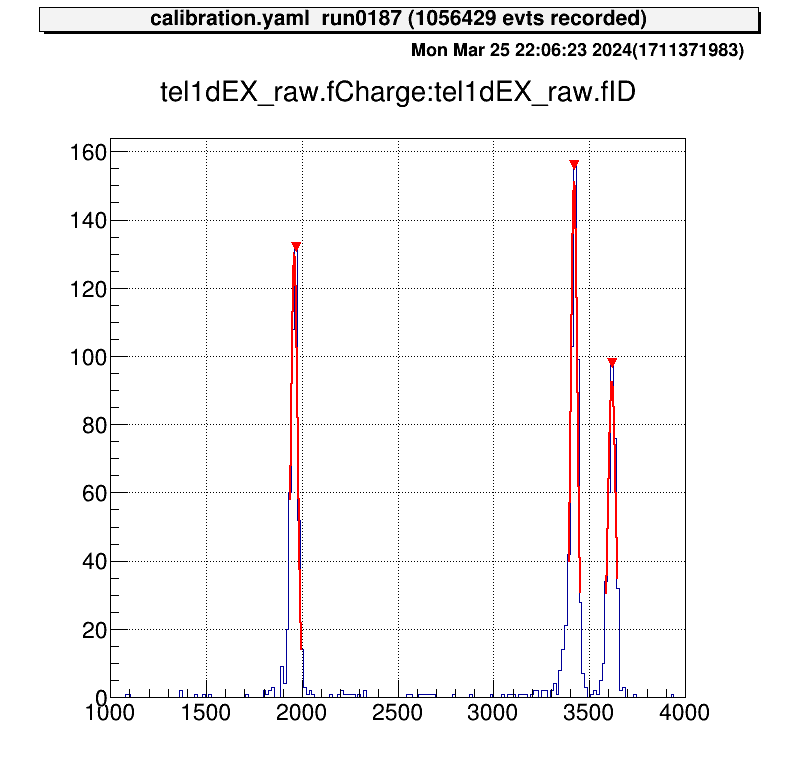 calibration.yaml run0187 (1056429 evts recorded)
Mon Mar 25 22:06:23 2024(1711371983)
tel1dEX_raw.fCharge:tel1dEX_raw.fID
160
140
120
100
80
60
40
20
0
1000 1500 2000 2500 3000 3500 4000